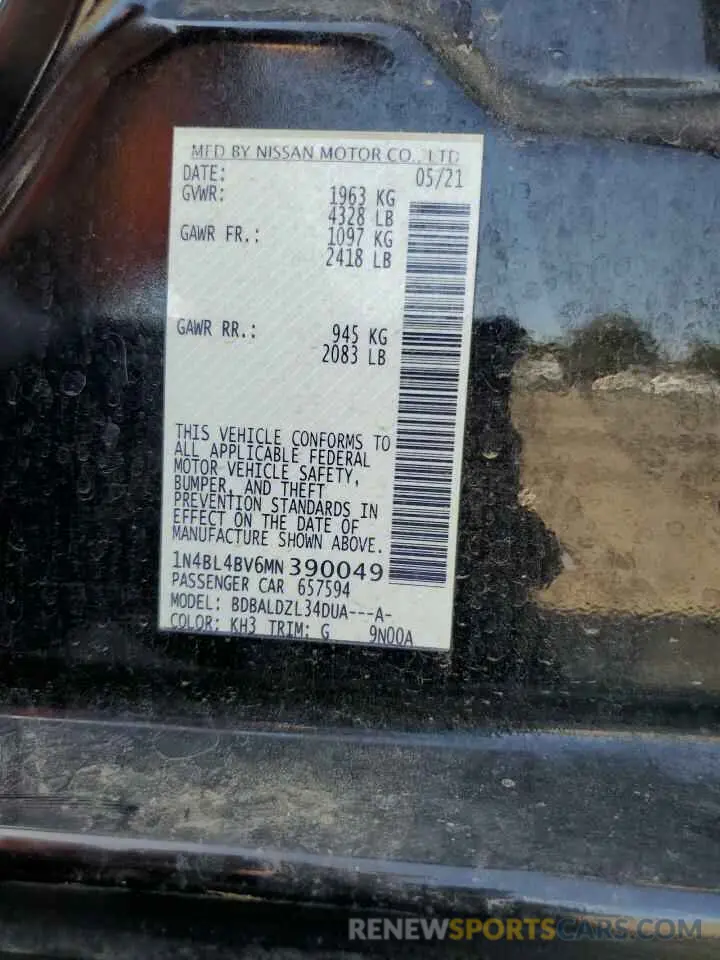 MFD BY NISSAN MOTOR CO., LTD
DATE: 05/21
GVWR: 1963 KG
4328 LB
GAWR FR.: 1097 KG
2418 LB
GAWR RR.: 945 KG
2083 LB
THIS VEHICLE CONFORMS TO
ALL APPLICABLE FEDERAL
MOTOR VEHICLE SAFETY,
BUMPER, AND THEFT
PREVENTION STANDARDS IN
EFFECT ON THE DATE OF
MANUFACTURE SHOWN ABOVE.
1N4BL4BV6MN390049
PASSENGER CAR 657594
MODEL: BDBALDZL34DUA---A-
COLOR: KH3 TRIM: G 9N00A
RENEWSPORTSCARS.COM